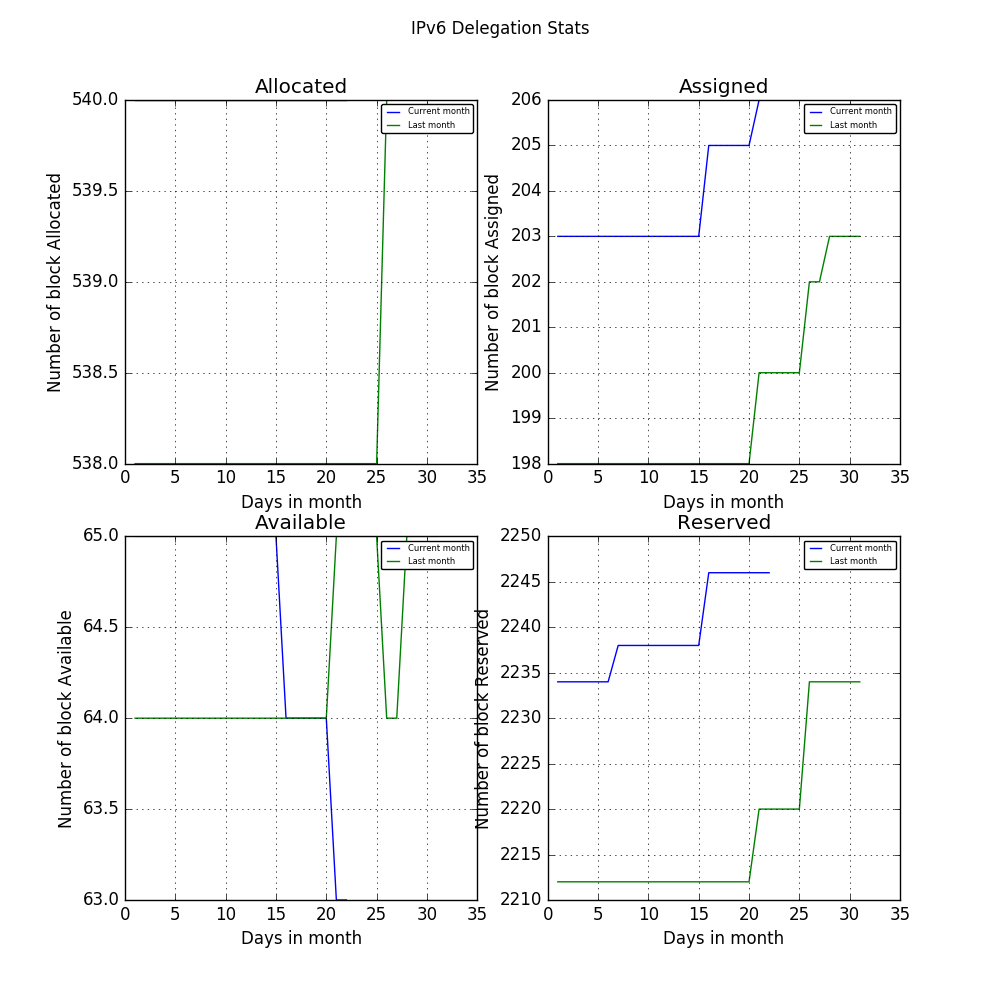 IPv6 Delegation Stats
Allocated
540.0
539.5
539.0
538.5
538.0
Number of block Allocated
0 5 10 15 20 25 30 35
Days in month
Current month
Last month
Assigned
206
205
204
203
202
201
200
199
198
Number of block Assigned
0 5 10 15 20 25 30 35
Days in month
Current month
Last month
Available
65.0
64.5
64.0
63.5
63.0
Number of block Available
0 5 10 15 20 25 30 35
Days in month
Current month
Last month
Reserved
2250
2245
2240
2235
2230
2225
2220
2215
2210
Number of block Reserved
0 5 10 15 20 25 30 35
Days in month
Current month
Last month